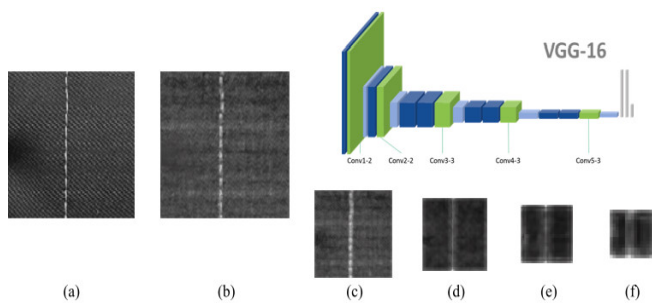 VGG-16
Conv1-2
Conv2-2
Conv3-3
Conv4-3
Conv5-3
(a)
(b)
(c)
(d)
(e)
(f)